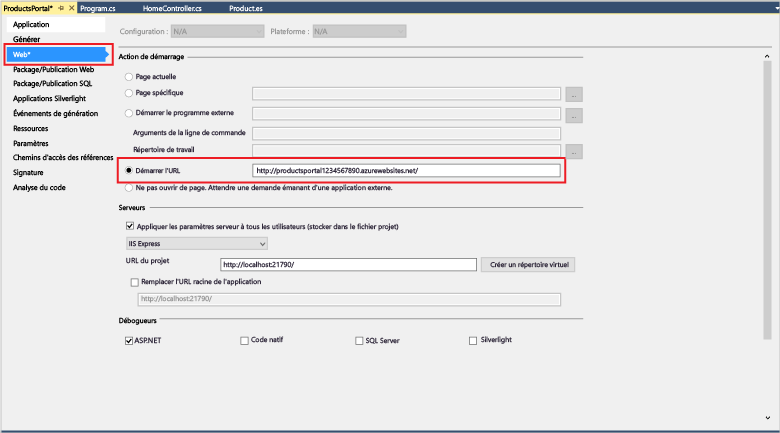 ProductsPortal* Program.cs HomeController.cs Product.es
Application
Générer
Web*
Package/Publication Web
Package/Publication SQL
Applications Silverlight
Événements de génération
Ressources
Paramètres
Chemins d'accès des références
Signature
Analyse du code
Configuration : N/A Plateforme : N/A
Action de démarrage
Page actuelle
Page spécifique ...
Démarrer le programme externe ...
Arguments de la ligne de commande
Répertoire de travail ...
Démarrer l'URL http://productsportal1234567890.azurewebsites.net/
Ne pas ouvrir de page. Attendre une demande émanant d'une application externe.
Serveurs
Appliquer les paramètres serveur à tous les utilisateurs (stocker dans le fichier projet)
IIS Express
URL du projet http://localhost:21790/ Créer un répertoire virtuel
Remplacer l'URL racine de l'application
http://localhost:21790/
Débogueurs
ASP.NET Code natif SQL Server Silverlight